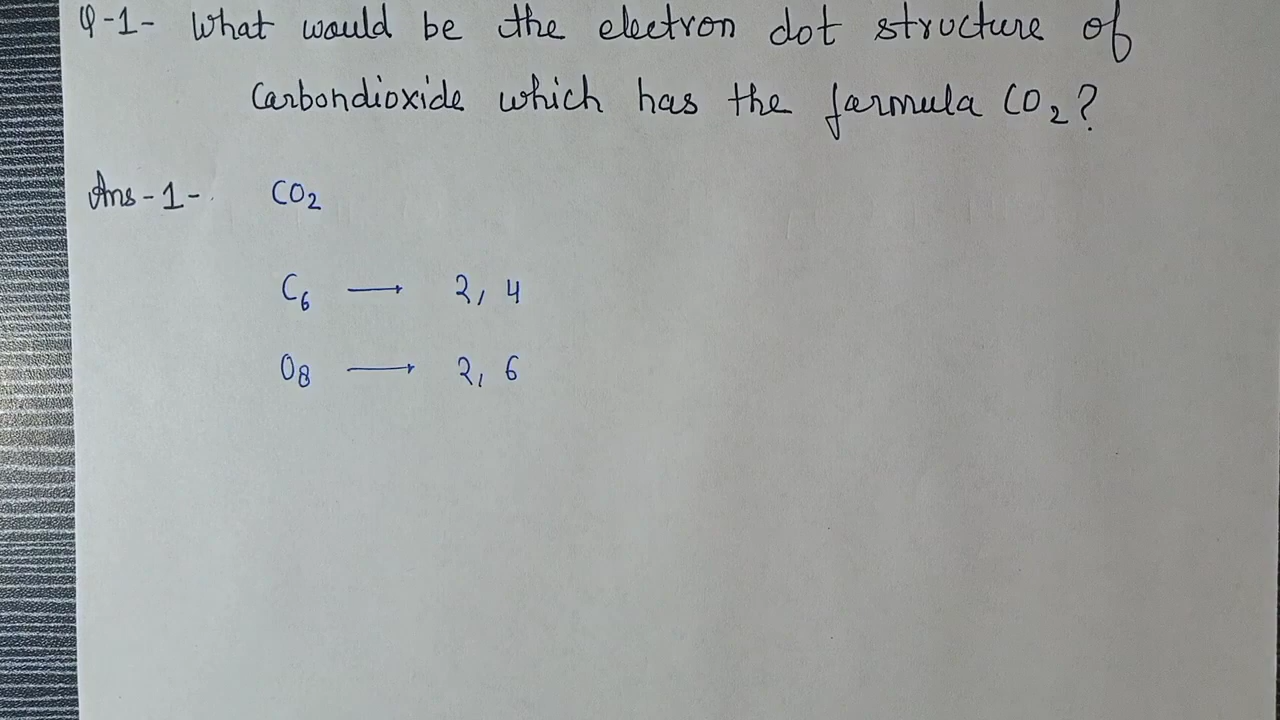 Q-1- What would be the electron dot structure of
Carbondioxide which has the formula CO₂?
Ans-1- CO₂
C₆ → 2, 4
O₈ → 2, 6